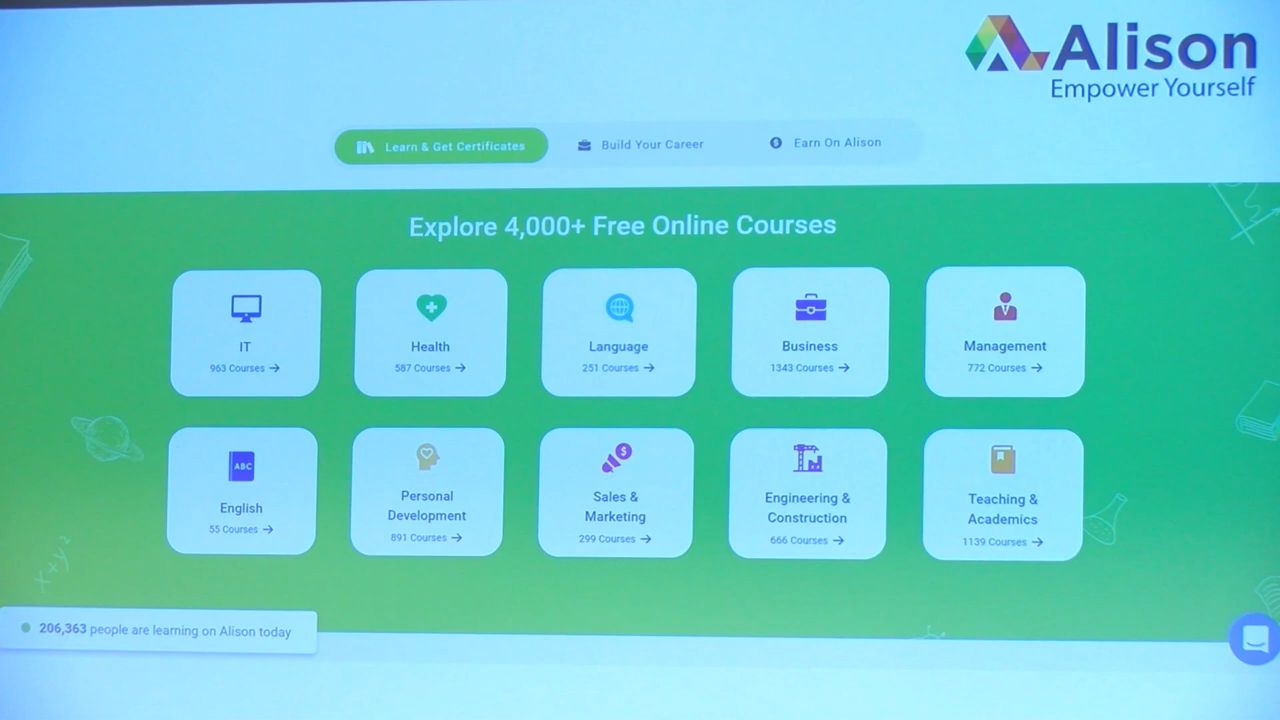 Alison
Empower Yourself
Learn & Get Certificates
Build Your Career
Earn On Alison
Explore 4,000+ Free Online Courses
IT
963 Courses →
Health
587 Courses →
Language
251 Courses →
Business
1343 Courses →
Management
772 Courses →
ABC
English
55 Courses →
Personal
Development
891 Courses →
$
Sales &
Marketing
299 Courses →
Engineering &
Construction
666 Courses →
Teaching &
Academics
1139 Courses →
x+y²
206,363 people are learning on Alison today